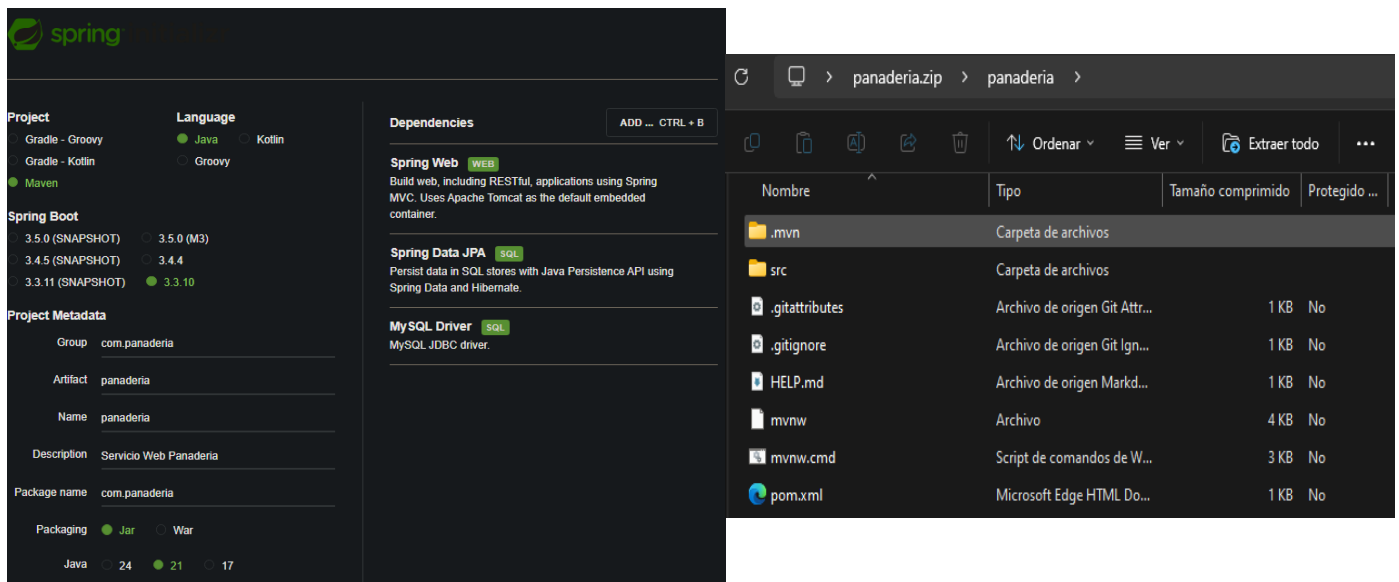 spring
Project
Language
Gradle - Groovy
Java
Kotlin
Gradle - Kotlin
Groovy
Maven
Spring Boot
3.5.0 (SNAPSHOT)
3.5.0 (M3)
3.4.5 (SNAPSHOT)
3.4.4
3.3.11 (SNAPSHOT)
3.3.10
Project Metadata
Group com.panaderia
Artifact panaderia
Name panaderia
Description Servicio Web Panaderia
Package name com.panaderia
Packaging Jar War
Java 24 21 17
Dependencies
ADD ... CTRL + B
Spring Web WEB
Build web, including RESTful, applications using Spring
MVC. Uses Apache Tomcat as the default embedded
container.
Spring Data JPA SQL
Persist data in SQL stores with Java Persistence API using
Spring Data and Hibernate.
MySQL Driver SQL
MySQL JDBC driver.
panaderia.zip > panaderia >
Ordenar Ver Extraer todo ...
Nombre Tipo Tamaño comprimido Protegido ...
.mvn Carpeta de archivos
src Carpeta de archivos
.gitattributes Archivo de origen Git Attr... 1 KB No
.gitignore Archivo de origen Git Ign... 1 KB No
HELP.md Archivo de origen Markd... 1 KB No
mvnw Archivo 4 KB No
mvnw.cmd Script de comandos de W... 3 KB No
pom.xml Microsoft Edge HTML Do... 1 KB No